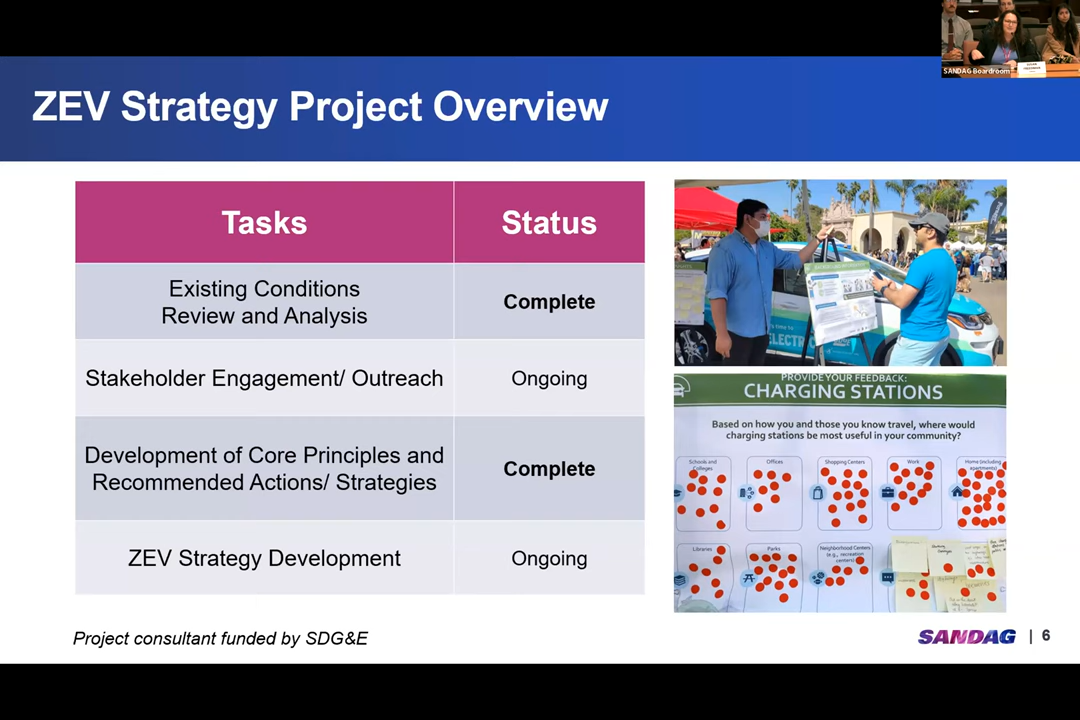 SANDAG Boardroom
ZEV Strategy Project Overview
Tasks
Status
Existing Conditions
Review and Analysis
Complete
Stakeholder Engagement/ Outreach
Ongoing
Development of Core Principles and
Recommended Actions/ Strategies
Complete
ZEV Strategy Development
Ongoing
ELECTR
PROVIDE YOUR FEEDBACK:
CHARGING STATIONS
Based on how you and those you know travel, where would
charging stations be most useful in your community?
Schools and
Colleges
Offices
Shopping Centers
Work
Home (including
apartments)
Libraries
Parks
Neighborhood Centers
(e.g., recreation
centers)
Project consultant funded by SDG&E
SANDAG
| 6